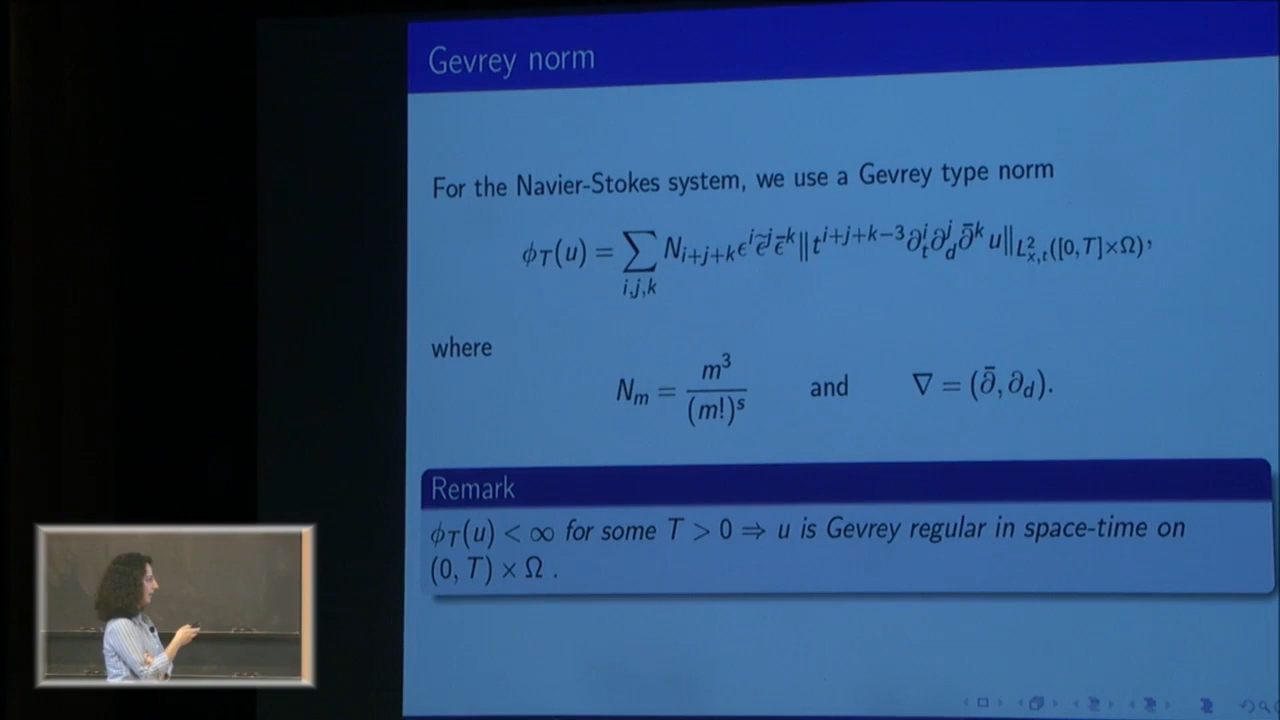 Gevrey norm
For the Navier-Stokes system, we use a Gevrey type norm
ϕ_T(u) = ∑_{i,j,k} N_{i+j+k} ϵ^i ϵ̃^j ϵ̄^k ‖t^{i+j+k−3} ∂_t^i ∂_d^j ∂̄^k u‖_{L^2_{x,t}([0,T]×Ω)},
where
N_m = m^3/(m!)^s and ∇ = (∂̄, ∂_d).
Remark
ϕ_T(u) < ∞ for some T > 0 ⇒ u is Gevrey regular in space-time on
(0, T) × Ω .